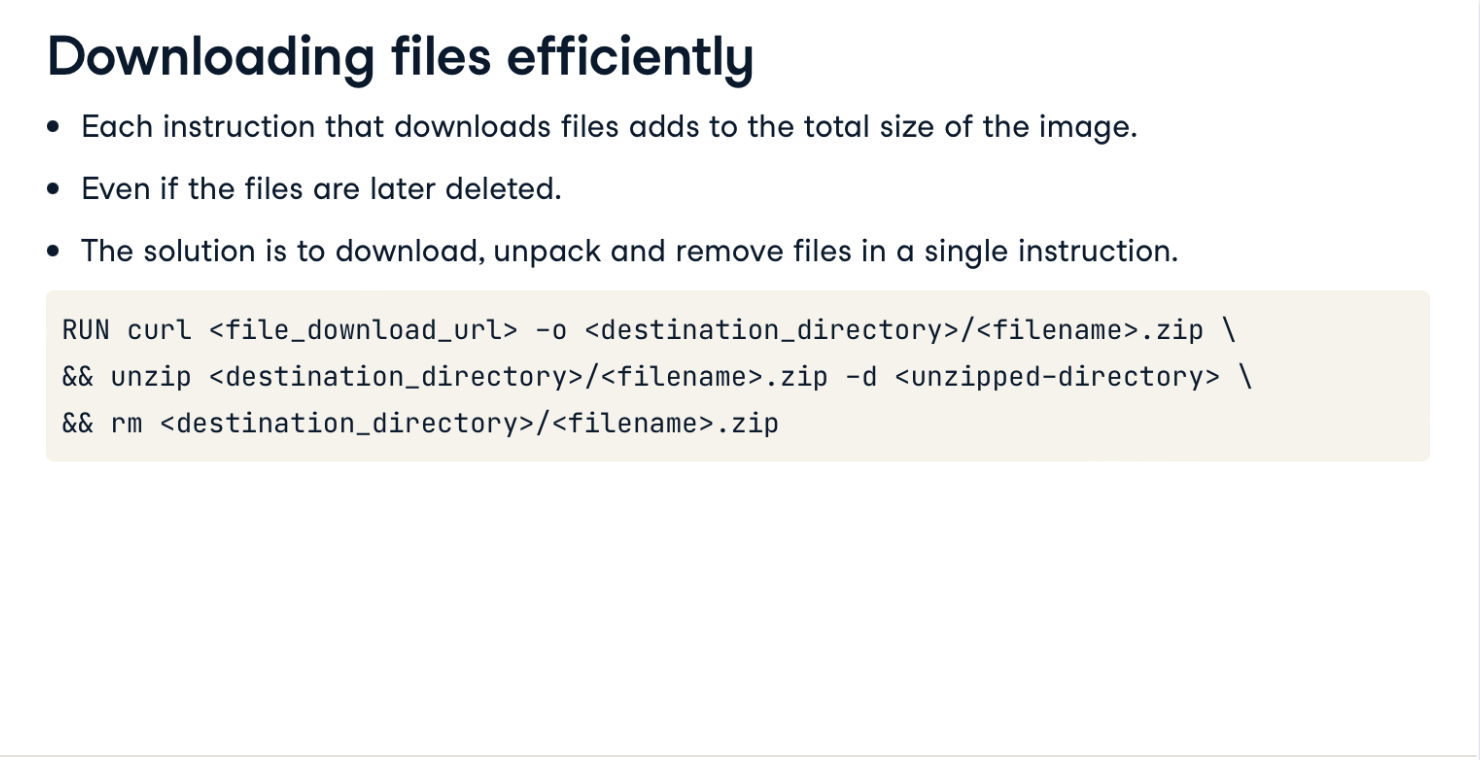 Downloading files efficiently
• Each instruction that downloads files adds to the total size of the image.
• Even if the files are later deleted.
• The solution is to download, unpack and remove files in a single instruction.
RUN curl <file_download_url> -o <destination_directory>/<filename>.zip \
&& unzip <destination_directory>/<filename>.zip -d <unzipped-directory> \
&& rm <destination_directory>/<filename>.zip